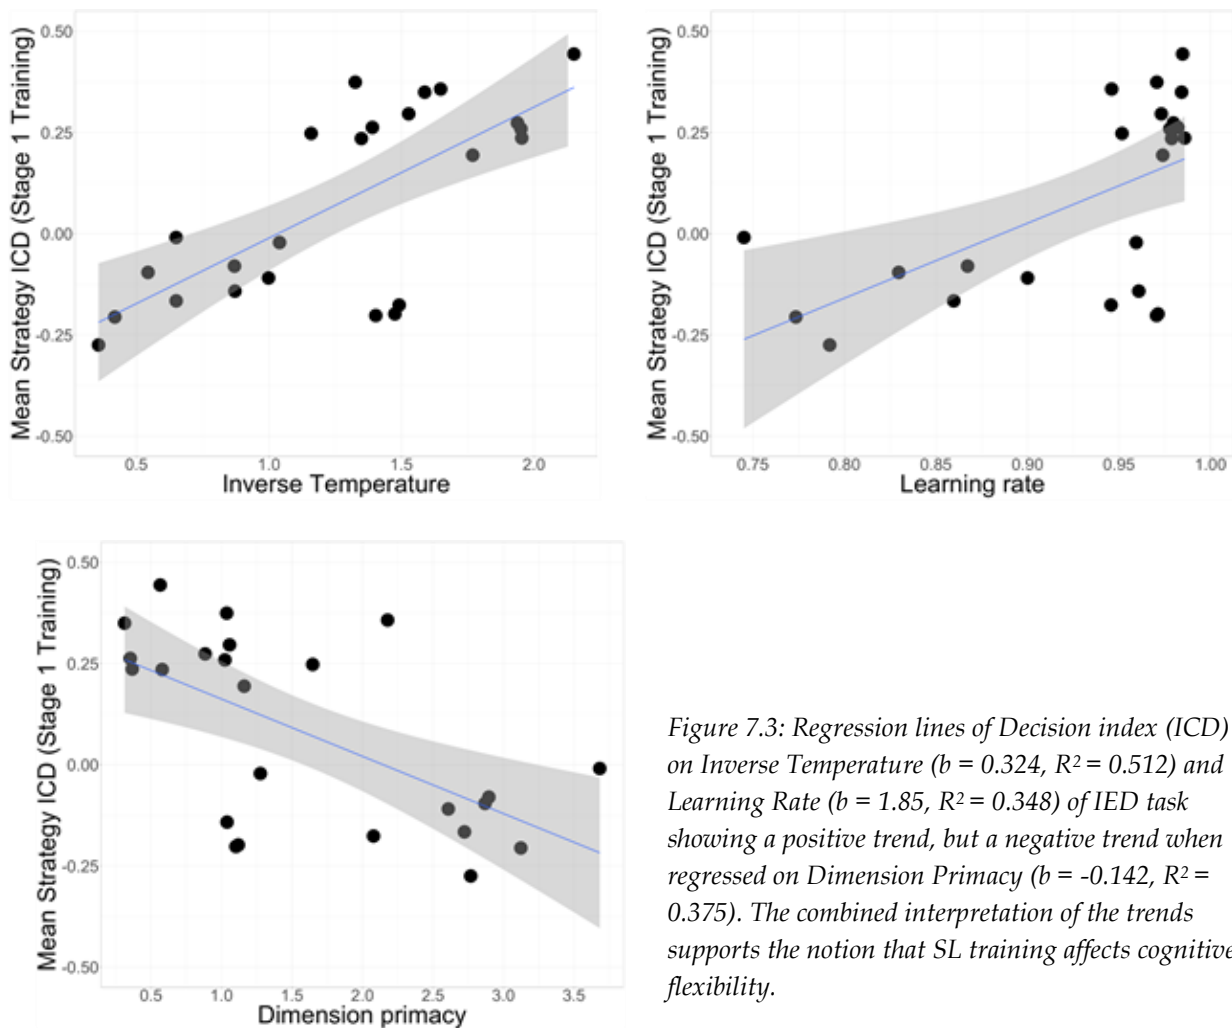 Mean Strategy ICD (Stage 1 Training)
0.50
0.25
0.00
-0.25
-0.50
0.5 1.0 1.5 2.0
Inverse Temperature
Mean Strategy ICD (Stage 1 Training)
0.50
0.25
0.00
-0.25
-0.50
0.75 0.80 0.85 0.90 0.95 1.00
Learning rate
Mean Strategy ICD (Stage 1 Training)
0.50
0.25
0.00
-0.25
-0.50
0.5 1.0 1.5 2.0 2.5 3.0 3.5
Dimension primacy
Figure 7.3: Regression lines of Decision index (ICD)
on Inverse Temperature (b = 0.324, R² = 0.512) and
Learning Rate (b = 1.85, R² = 0.348) of IED task
showing a positive trend, but a negative trend when
regressed on Dimension Primacy (b = -0.142, R² =
0.375). The combined interpretation of the trends
supports the notion that SL training affects cognitive
flexibility.